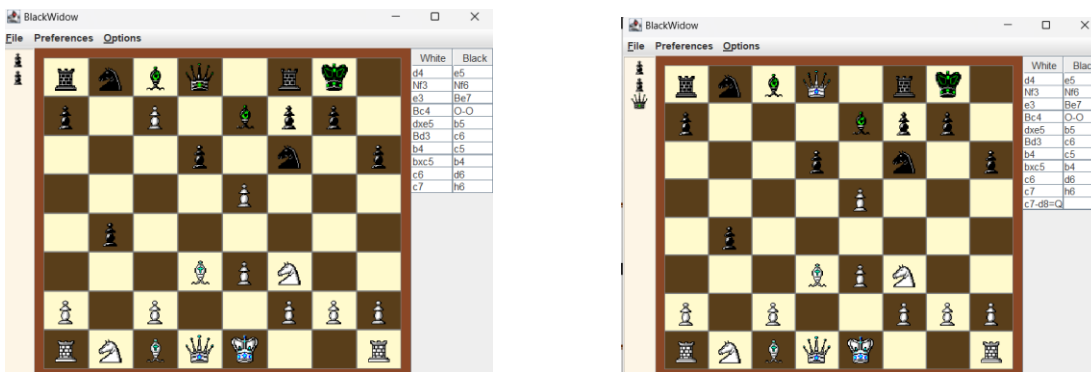 BlackWidow
File Preferences Options
White Black
d4 e5
Nf3 Nf6
e3 Be7
Bc4 O-O
dxe5 b5
Bd3 c6
b4 c5
bxc5 b4
c6 d6
c7 h6
BlackWidow
File Preferences Options
White Blac
d4 e5
Nf3 Nf6
e3 Be7
Bc4 O-O
dxe5 b5
Bd3 c6
b4 c5
bxc5 b4
c6 d6
c7 h6
c7-d8=Q